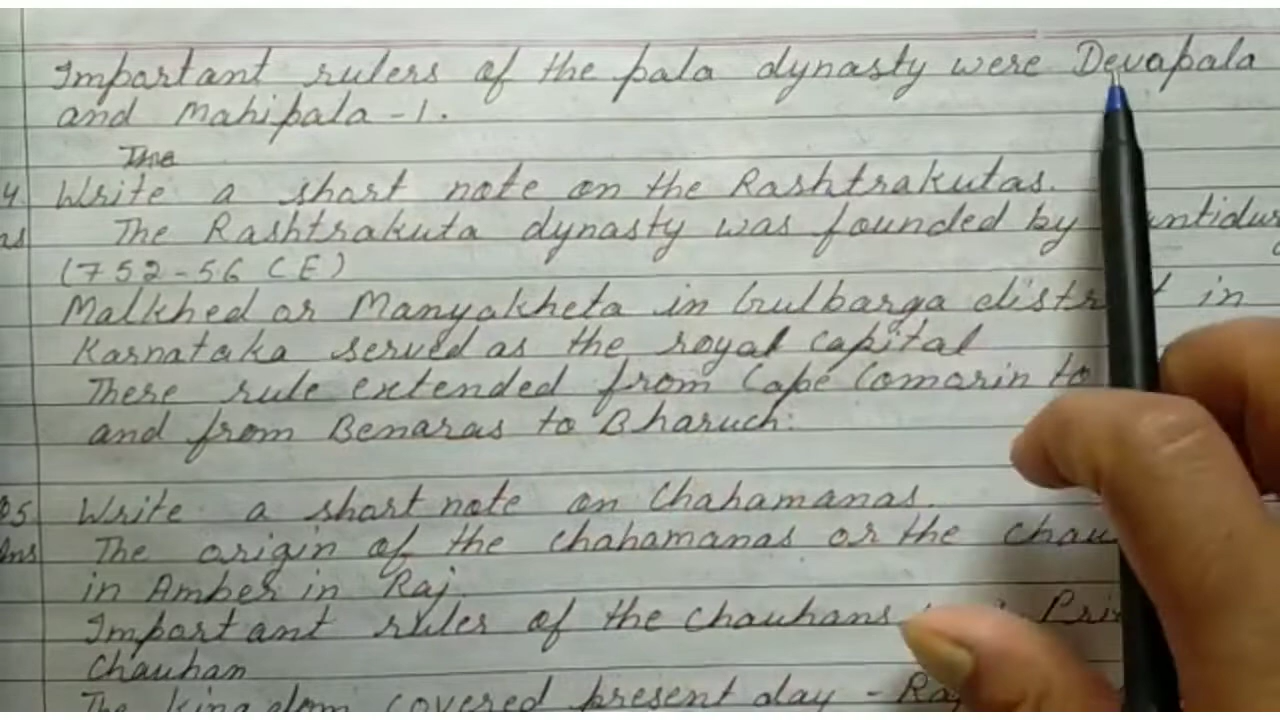 Important rulers of the pala dynasty were Devapala
and Mahipala - 1.
The
4 Write a short note on the Rashtrakutas.
The Rashtrakuta dynasty was founded by
(752-56 CE)
Malkhed or Manyakheta in Gulbarga in
Karnataka served as the royal capital
There rule extended from Cape Comorin to
and from Benaras to Bharuch.
Q5 Write a short note on Chahamanas.
Ans The origin of the Chahamanas or the
in Amber in Raj
Important ruler of the Chauhans
Chauhan
The kingdom covered present day -